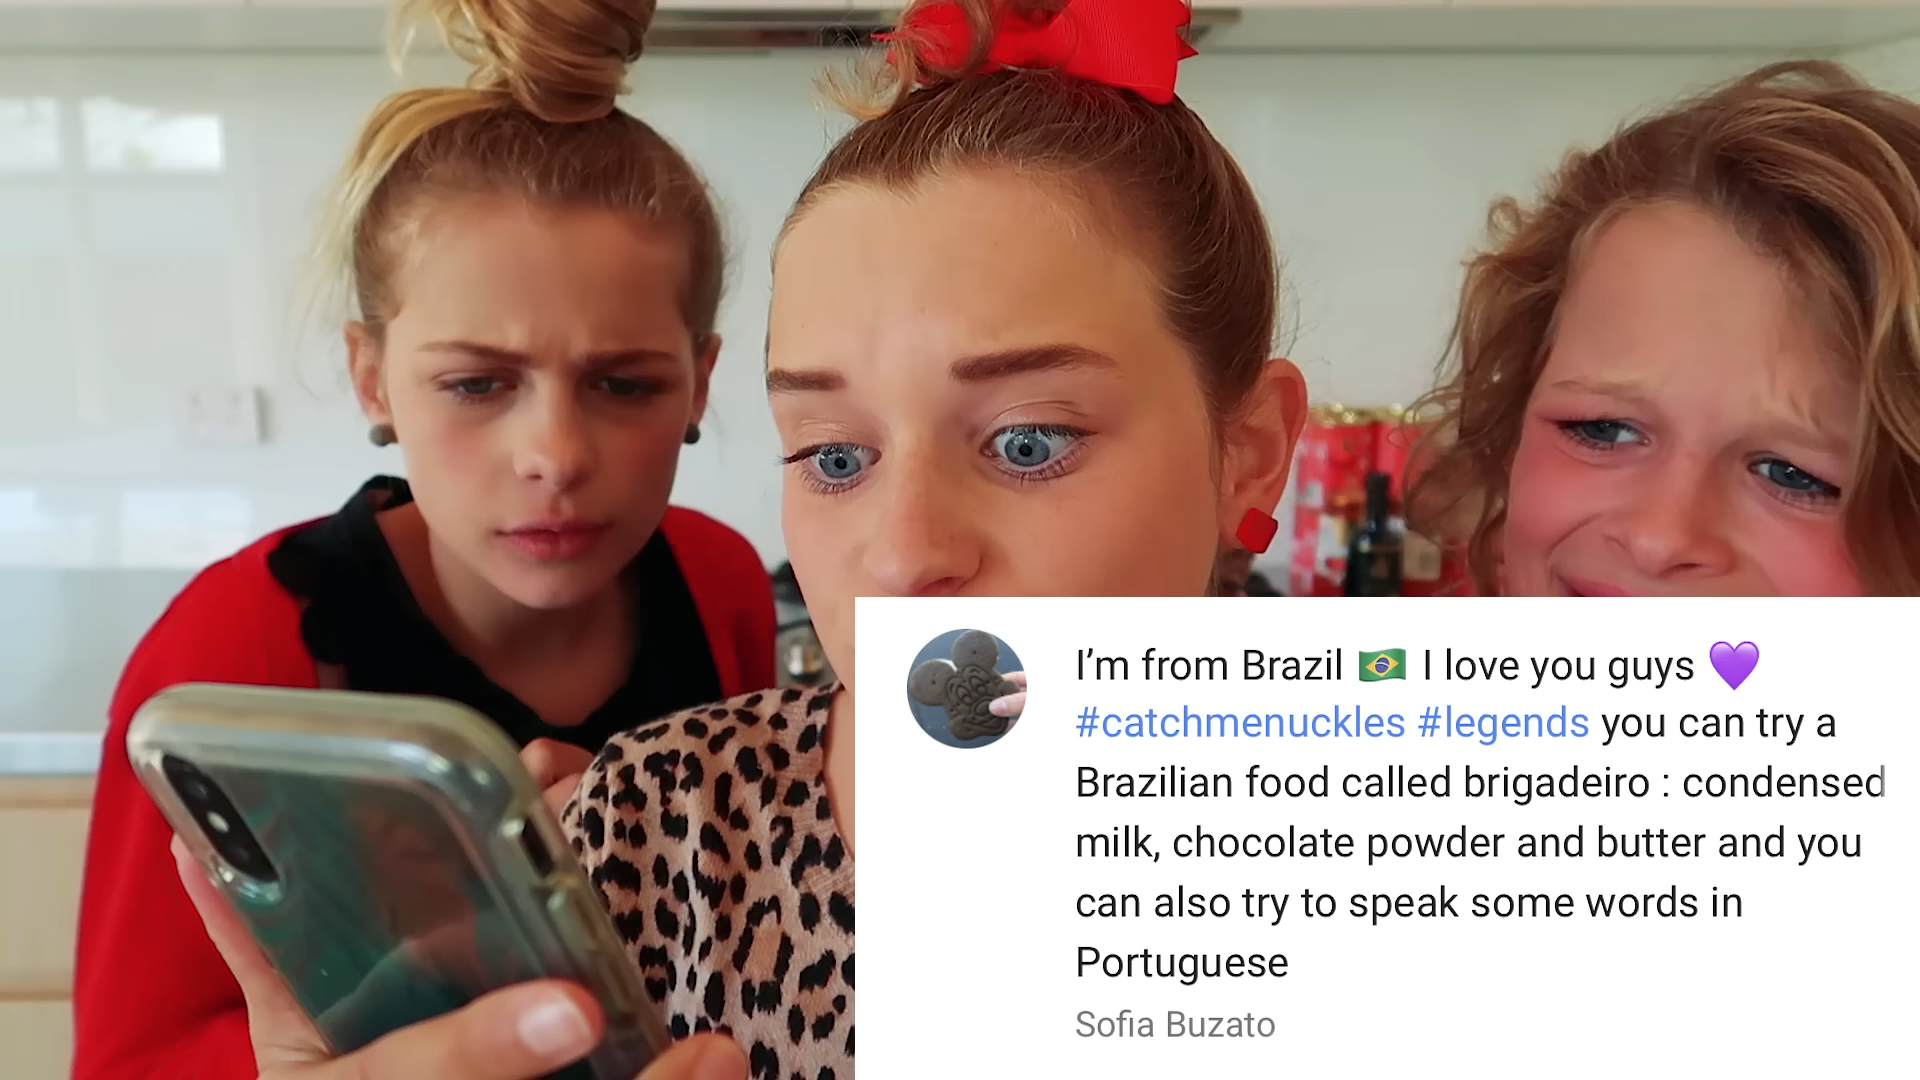 I’m from Brazil 🇧🇷 I love you guys 💜
#catchmenuckles #legends you can try a
Brazilian food called brigadeiro : condensed
milk, chocolate powder and butter and you
can also try to speak some words in
Portuguese
Sofia Buzato